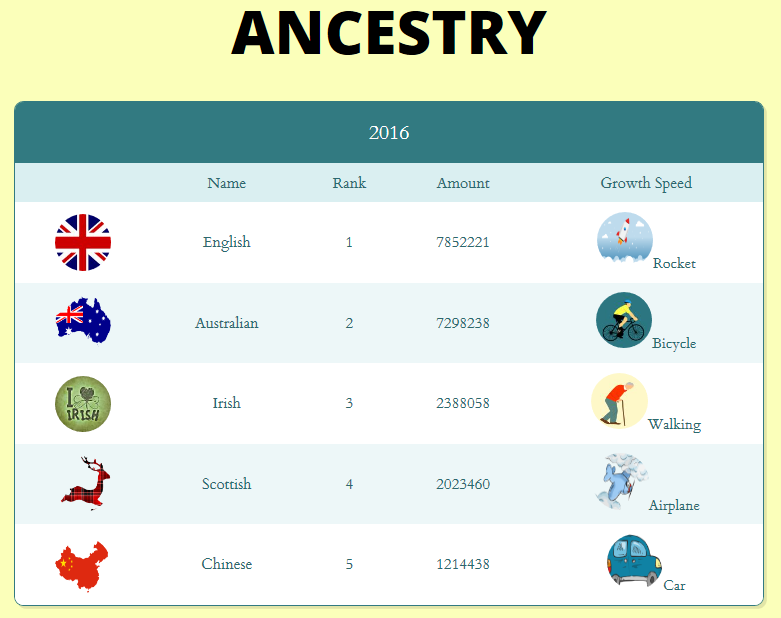 ANCESTRY
2016
Name Rank Amount Growth Speed
English 1 7852221 Rocket
Australian 2 7298238 Bicycle
I IRISH
Irish 3 2388058 Walking
Scottish 4 2023460 Airplane
Chinese 5 1214438 Car